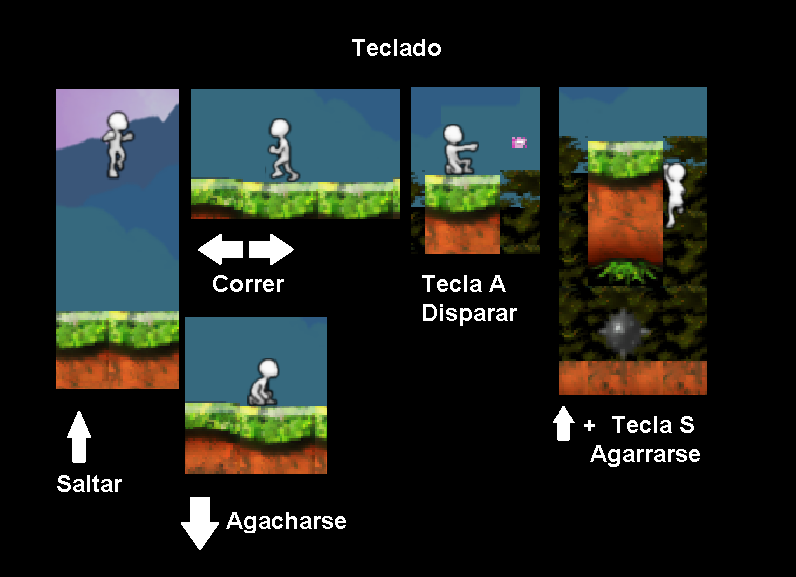 Teclado
Correr
Tecla A
Disparar
+ Tecla S
Agarrarse
Saltar
Agacharse